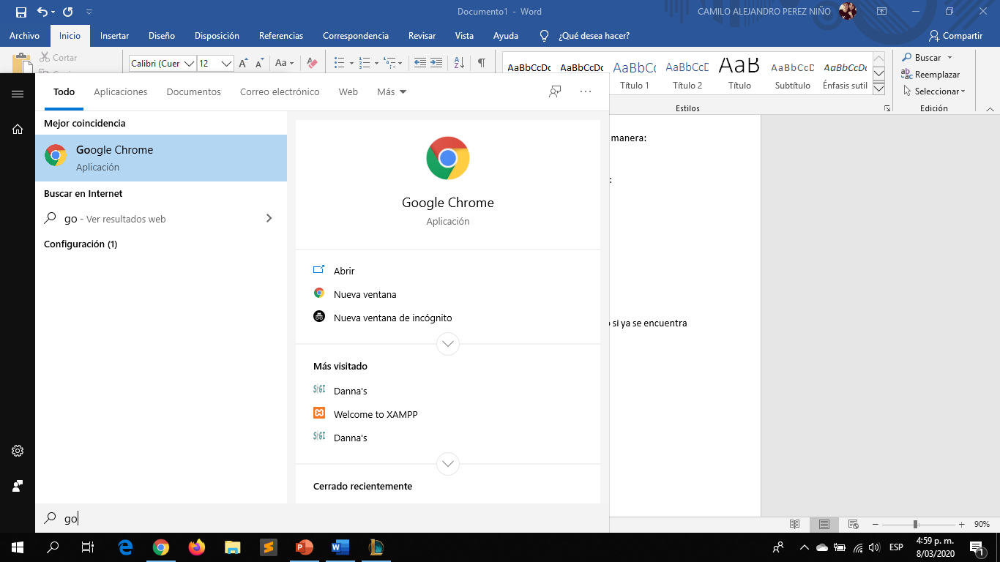 Documento1 - Word
CAMILO ALEJANDRO PEREZ NIÑO
Archivo Inicio Insertar Diseño Disposición Referencias Correspondencia Revisar Vista Ayuda ¿Qué desea hacer? Compartir
Cortar
Calibri (Cuer 12 Aa
AaBbCcDc AaBbCcDc AaBbCc AaBbCcD AaB AaBbCcD AaBbCcDc
Título 1 Título 2 Título Subtítulo Énfasis sutil
Estilos
Buscar
Reemplazar
Seleccionar
Edición
Todo Aplicaciones Documentos Correo electrónico Web Más
Mejor coincidencia
Google Chrome
Aplicación
Buscar en Internet
go - Ver resultados web
Configuración (1)
Google Chrome
Aplicación
Abrir
Nueva ventana
Nueva ventana de incógnito
Más visitado
Danna's
Welcome to XAMPP
Danna's
Cerrado recientemente
manera:
:
si ya se encuentra
go
90%
ESP
4:59 p. m.
8/03/2020
1